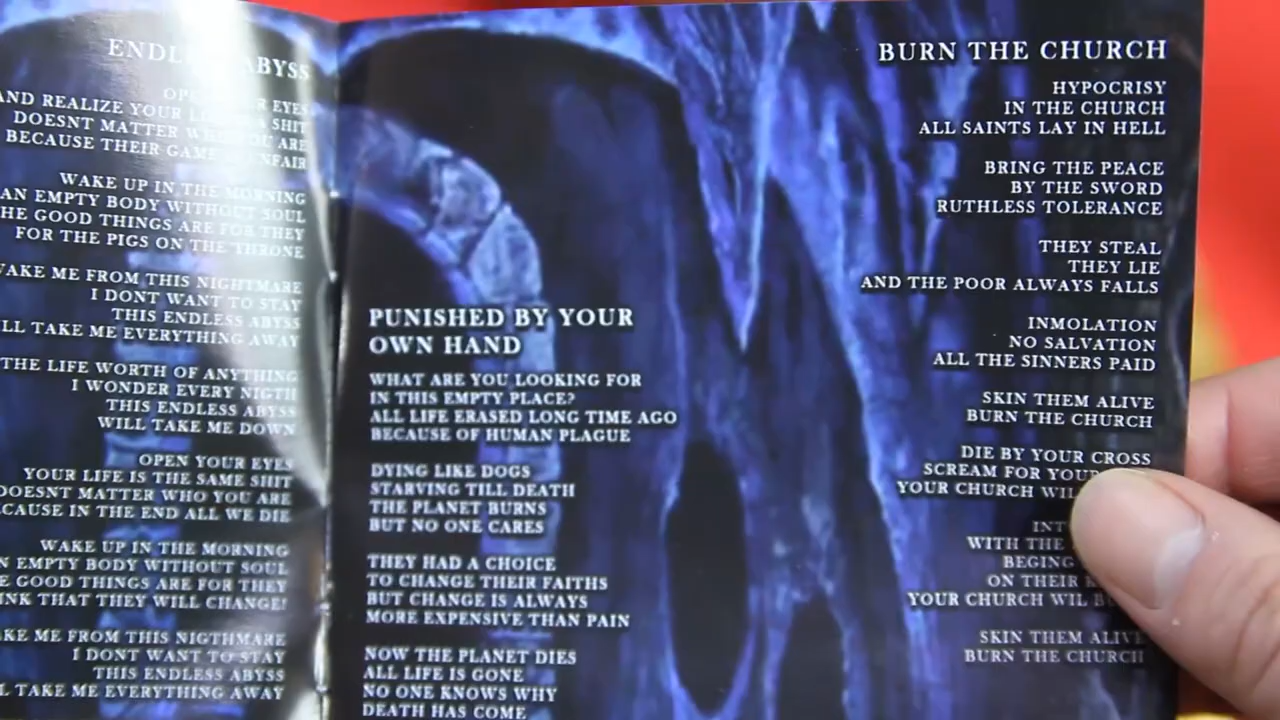 ENDL ABYSS
OP R EYES
AND REALIZE YOUR SHIT
DOESNT MATTER WH ARE
BECAUSE THEIR GAME NFAIR
WAKE UP IN THE MORNING
AN EMPTY BODY WITHOUT SOUL
HE GOOD THINGS ARE FOR THEY
FOR THE PIGS ON THE THRONE
WAKE ME FROM THIS NIGHTMARE
I DONT WANT TO STAY
THIS ENDLESS ABYSS
LL TAKE ME EVERYTHING AWAY
THE LIFE WORTH OF ANYTHING
I WONDER EVERY NIGTH
THIS ENDLESS ABYSS
WILL TAKE ME DOWN
OPEN YOUR EYES
YOUR LIFE IS THE SAME SHIT
DOESNT MATTER WHO YOU ARE
CAUSE IN THE END ALL WE DIE
WAKE UP IN THE MORNING
N EMPTY BODY WITHOUT SOUL
E GOOD THINGS ARE FOR THEY
INK THAT THEY WILL CHANGE!
KE ME FROM THIS NIGTHMARE
I DONT WANT TO STAY
THIS ENDLESS ABYSS
L TAKE ME EVERYTHING AWAY
PUNISHED BY YOUR
OWN HAND
WHAT ARE YOU LOOKING FOR
IN THIS EMPTY PLACE?
ALL LIFE ERASED LONG TIME AGO
BECAUSE OF HUMAN PLAGUE
DYING LIKE DOGS
STARVING TILL DEATH
THE PLANET BURNS
BUT NO ONE CARES
THEY HAD A CHOICE
TO CHANGE THEIR FAITHS
BUT CHANGE IS ALWAYS
MORE EXPENSIVE THAN PAIN
NOW THE PLANET DIES
ALL LIFE IS GONE
NO ONE KNOWS WHY
DEATH HAS COME
BURN THE CHURCH
HYPOCRISY
IN THE CHURCH
ALL SAINTS LAY IN HELL
BRING THE PEACE
BY THE SWORD
RUTHLESS TOLERANCE
THEY STEAL
THEY LIE
AND THE POOR ALWAYS FALLS
INMOLATION
NO SALVATION
ALL THE SINNERS PAID
SKIN THEM ALIVE
BURN THE CHURCH
DIE BY YOUR CROSS
SCREAM FOR YOUR
YOUR CHURCH WIL
INT
WITH THE
BEGING
ON THEIR
YOUR CHURCH WIL BU
SKIN THEM ALIVE
BURN THE CHURCH